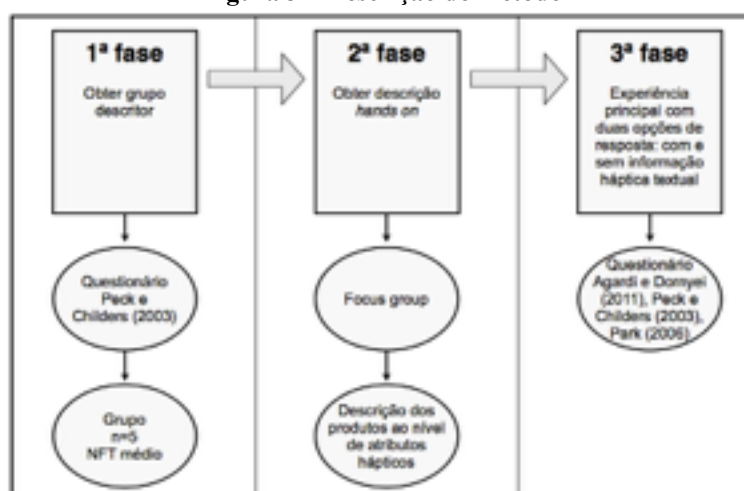 1ª fase
Obter grupo
descritor
2ª fase
Obter descrição
hands on
3ª fase
Experiência
principal com
duas opções de
resposta: com e
sem informação
háptica textual
Questionário
Peck e
Childers (2003)
Focus group
Questionário
Agardi e Dornyei
(2011), Peck e
Childers (2003),
Park (2006)
Grupo
n=5
NFT médio
Descrição dos
produtos ao nível
de atributos
hápticos